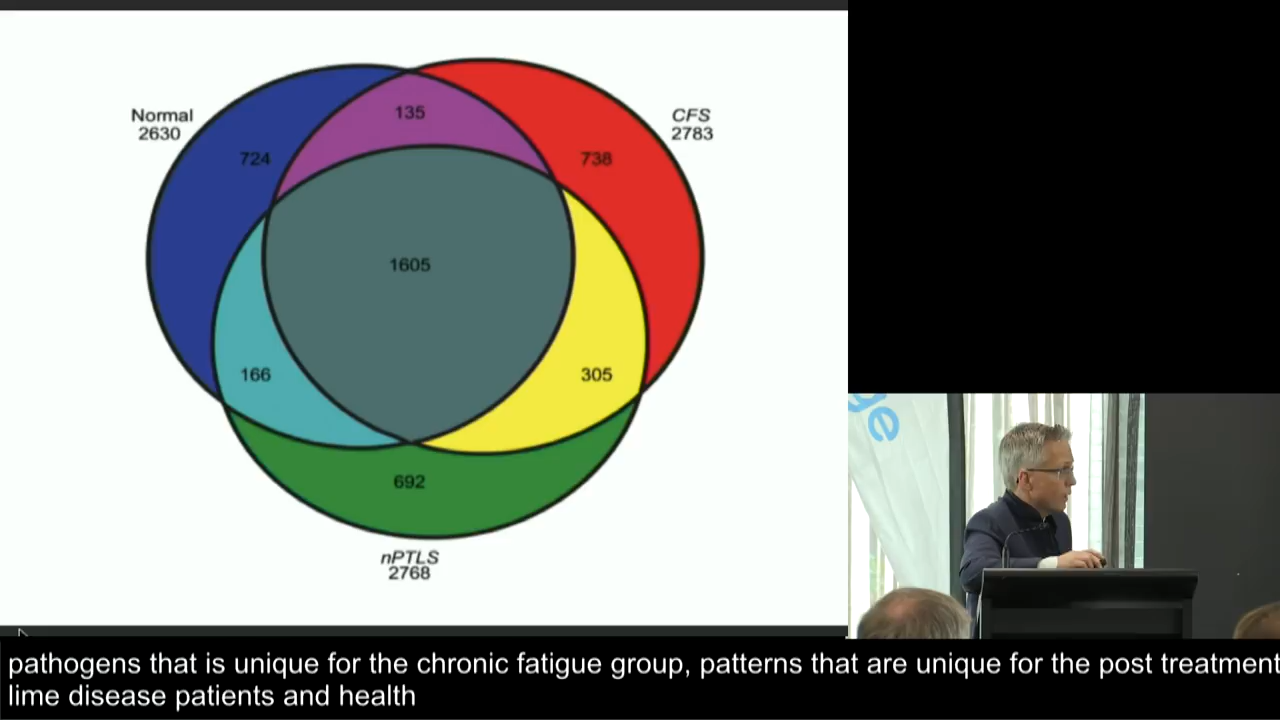 Normal
2630
CFS
2783
135
724
738
1605
166
305
692
nPTLS
2768
ge
pathogens that is unique for the chronic fatigue group, patterns that are unique for the post treatment
lime disease patients and health